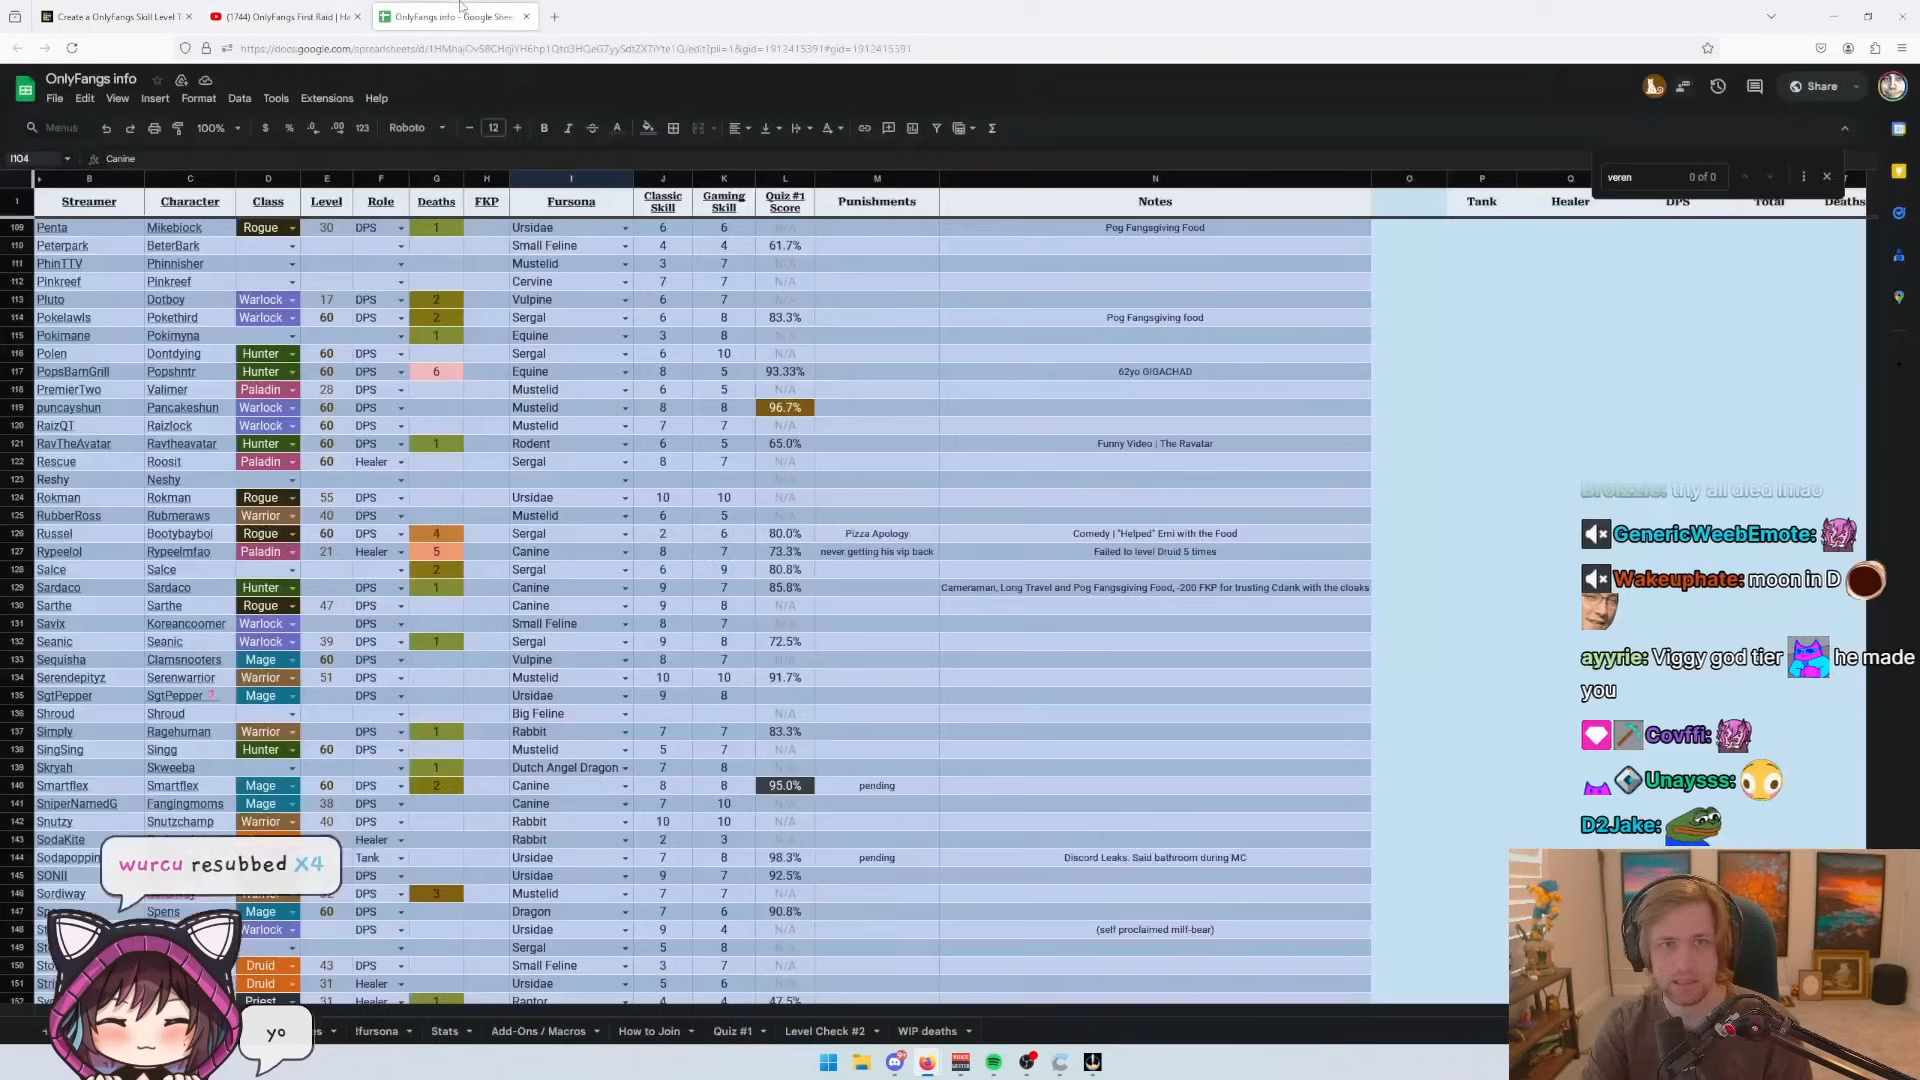 Create a OnlyFangs Skill Level T
(1744) OnlyFangs First Raid | Ha
OnlyFangs info - Google Shee
OnlyFangs info
File Edit View Insert Format Data Tools Extensions Help
Share
Menus 100% $ % .0 .00 123 Roboto 12
I104 Canine
veren 0 of 0
B C D E F G H I J K L M N O P Q
1 Streamer Character Class Level Role Deaths FKP Fursona Classic Skill Gaming Skill Quiz #1 Score Punishments Notes Tank Healer DPS Total Deaths
109 Penta Mikebiock Rogue 30 DPS 1 Ursidae 6 6 Pog Fangsgiving Food
110 Peterpark BeterBark Small Feline 4 4 61.7%
111 PhinTTV Phinnisher Mustelid 3 7 N/A
112 Pinkreef Pinkreef Cervine 7 7 N/A
113 Pluto Dotboy Warlock 17 DPS 2 Vulpine 6 7 N/A
114 Pokelawls Pokethird Warlock 60 DPS 2 Sergal 6 8 83.3% Pog Fangsgiving food
115 Pokimane Pokimyna 1 Equine 3 8 N/A
116 Polen Dontdying Hunter 60 DPS Sergal 6 10 N/A
117 PopsBarnGrill Popshntr Hunter 60 DPS 6 Equine 8 5 93.33% 62yo GIGACHAD
118 PremierTwo Valimer Paladin 28 DPS Mustelid 6 5 N/A
119 puncayshun Pancakeshun Warlock 60 DPS Mustelid 8 8 96.7%
120 RaizQT Raizlock Warlock 60 DPS Mustelid 7 7 N/A
121 RavTheAvatar Ravtheavatar Hunter 60 DPS 1 Rodent 6 5 65.0% Funny Video | The Ravatar
122 Rescue Roosit Paladin 60 Healer Sergal 8 7 N/A
123 Reshy Neshy N/A
124 Rokman Rokman Rogue 55 DPS Ursidae 10 10 N/A
125 RubberRoss Rubmeraws Warrior 40 DPS Mustelid 6 5 N/A
126 Russel Bootybayboi Rogue 60 DPS 4 Sergal 2 6 80.0% Pizza Apology Comedy | "Helped" Emi with the Food
127 Rypeelol Rypeelmfao Paladin 21 Healer 5 Canine 8 7 73.3% never getting his vip back Failed to level Druid 5 times
128 Salce Salce 2 Sergal 6 9 80.8%
129 Sardaco Sardaco Hunter DPS 1 Canine 9 7 85.8% Cameraman, Long Travel and Pog Fangsgiving Food, -200 FKP for trusting Cdank with the cloaks
130 Sarthe Sarthe Rogue 47 DPS Canine 9 8 N/A
131 Savix Koreancoomer Warlock DPS Small Feline 8 7 N/A
132 Seanic Seanic Warlock 39 DPS 1 Sergal 9 8 72.5%
133 Sequisha Clamsnooters Mage 60 DPS Vulpine 8 7 N/A
134 Serendepityz Serenwarrior Warrior 51 DPS Mustelid 10 10 91.7%
135 SgtPepper SgtPepper Mage DPS Ursidae 9 8
136 Shroud Shroud Big Feline N/A
137 Simply Ragehuman Warrior DPS 1 Rabbit 7 7 83.3%
138 SingSing Singg Hunter 60 DPS Mustelid 5 7 N/A
139 Skryah Skweeba 1 Dutch Angel Dragon 7 8 N/A
140 Smartflex Smartflex Mage 60 DPS 2 Canine 8 8 95.0% pending
141 SniperNamedG Fangingmoms Mage 38 DPS Canine 7 10 N/A
142 Snutzy Snutzchamp Warrior 40 DPS Rabbit 10 10 N/A
143 SodaKite Healer Rabbit 2 3 N/A
144 Sodapoppin Tank Ursidae 7 8 98.3% pending Discord Leaks. Said bathroom during MC
145 SONII DPS Ursidae 9 7 92.5%
146 Sordiway DPS 3 Mustelid 7 7 N/A
147 Spens Mage 60 DPS Dragon 7 6 90.8%
148 Warlock DPS Ursidae 9 4 N/A (self proclaimed milf-bear)
149 Sergal 5 8 N/A
150 Druid 43 DPS Small Feline 3 7 N/A
151 Druid 31 Healer Ursidae 5 6 N/A
152 Priest 31 Healer 1 Raptor 4 4 47.5%
thy all died lmao
GenericWeebEmote:
Wakeuphate: moon in D
ayyrie: Viggy god tier he made
you
Covffi:
Unaysss:
D2Jake:
wurcu resubbed X4
yo
Ifursona Stats Add-Ons / Macros How to Join Quiz #1 Level Check #2 WIP deaths